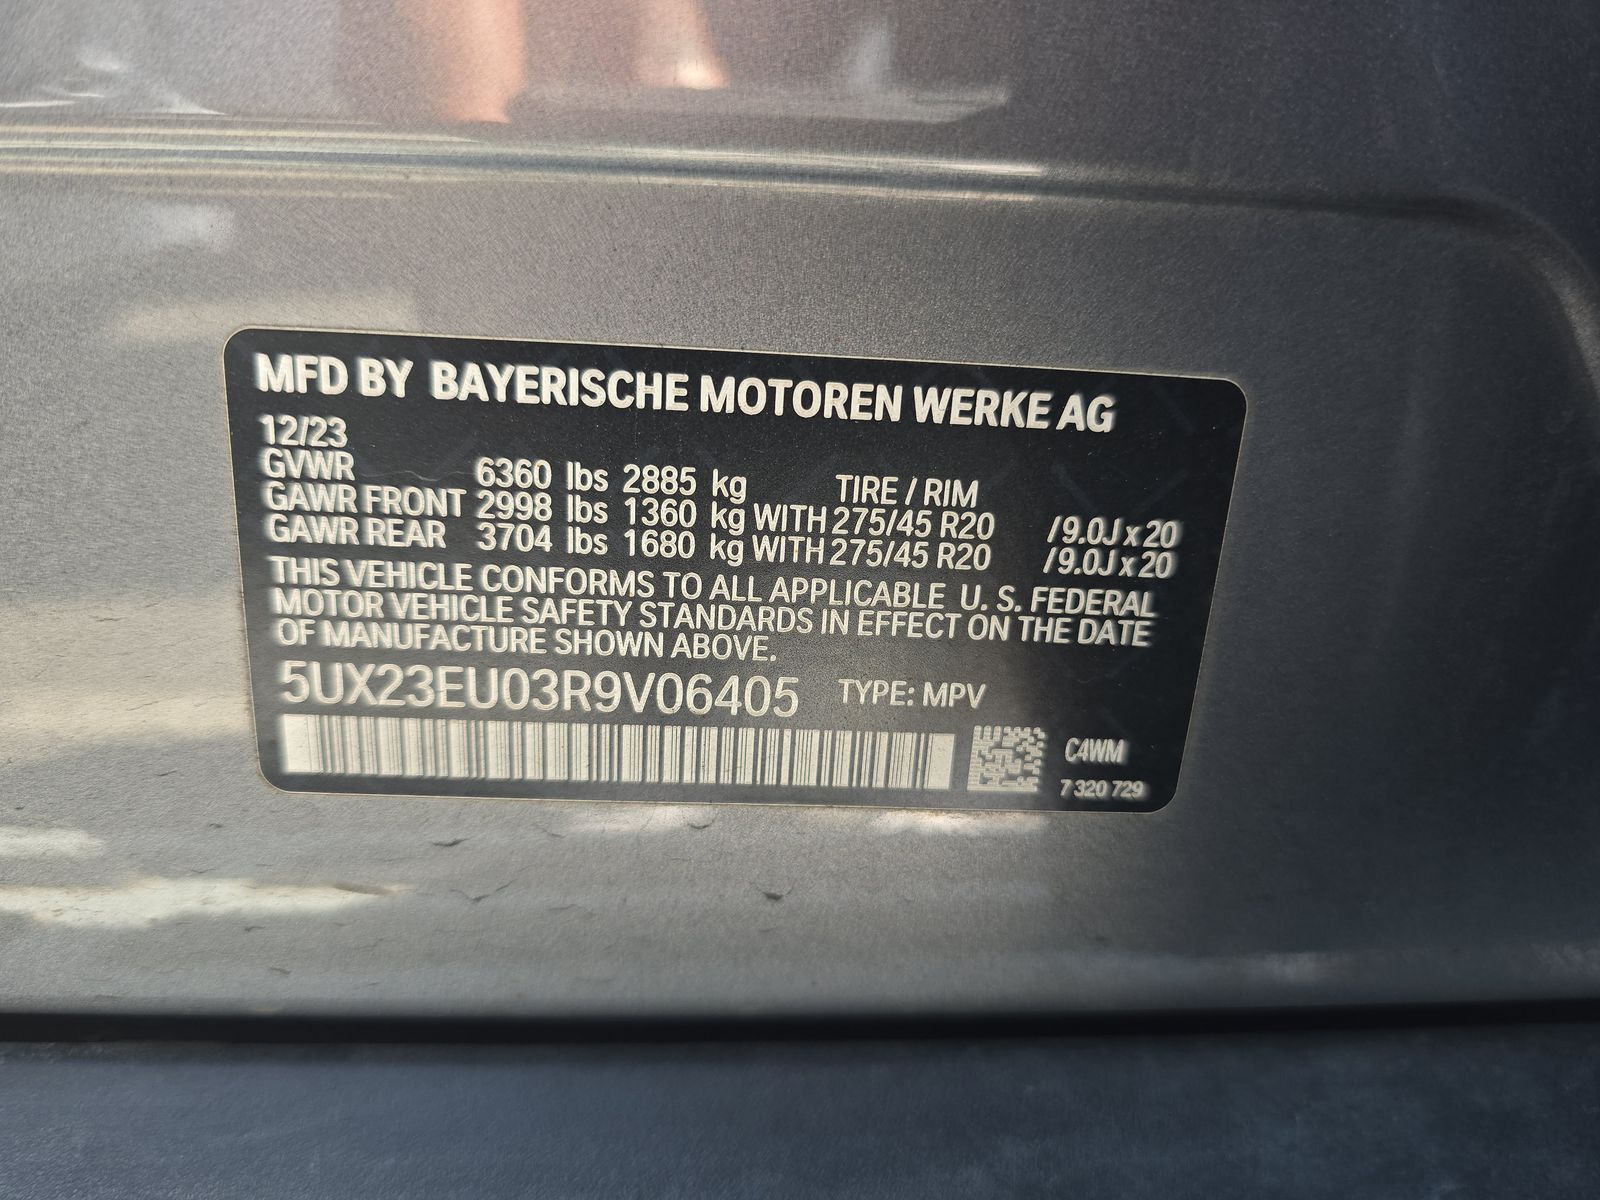 MFD BY BAYERISCHE MOTOREN WERKE AG
12/23
GVWR 6360 lbs 2885 kg TIRE / RIM
GAWR FRONT 2998 lbs 1360 kg WITH 275/45 R20 /9.0J x 20
GAWR REAR 3704 lbs 1680 kg WITH 275/45 R20 /9.0J x 20
THIS VEHICLE CONFORMS TO ALL APPLICABLE U. S. FEDERAL
MOTOR VEHICLE SAFETY STANDARDS IN EFFECT ON THE DATE
OF MANUFACTURE SHOWN ABOVE.
5UX23EU03R9V06405 TYPE: MPV
C4WM
7 320 729